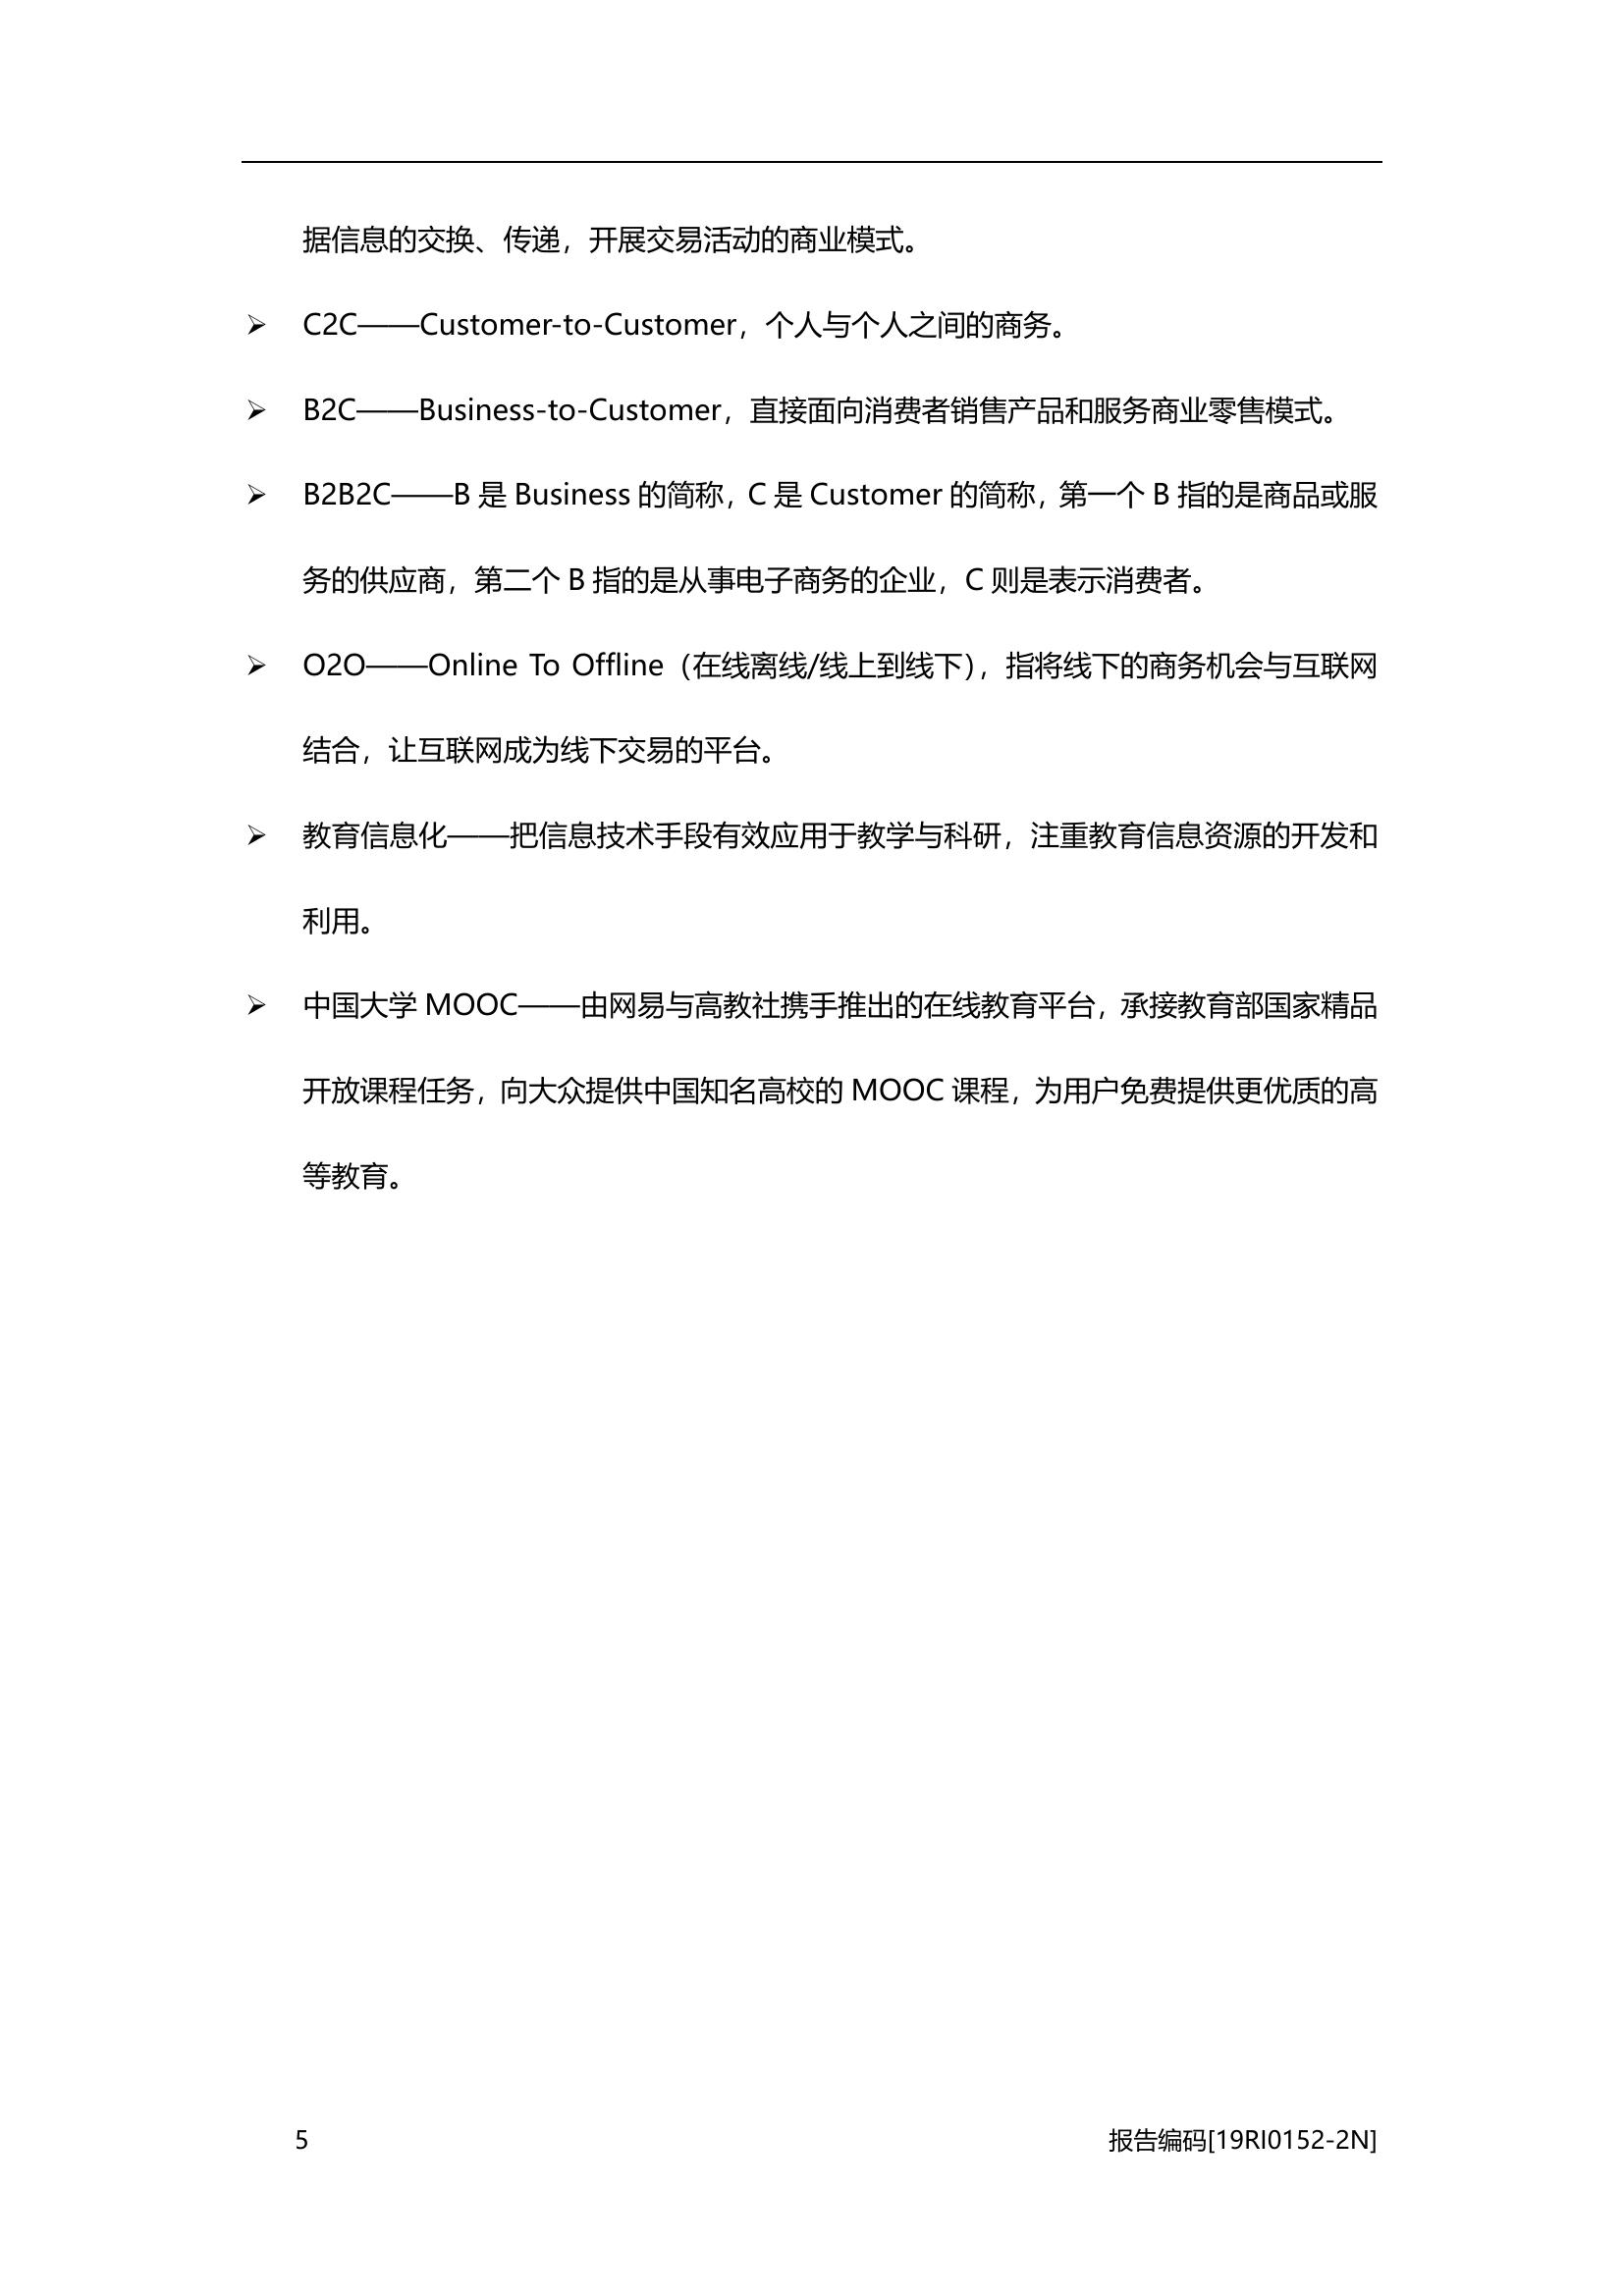 据信息的交换、传递，开展交易活动的商业模式。
➢ C2C——Customer-to-Customer，个人与个人之间的商务。
➢ B2C——Business-to-Customer，直接面向消费者销售产品和服务商业零售模式。
➢ B2B2C——B 是 Business 的简称，C 是 Customer 的简称，第一个 B 指的是商品或服
务的供应商，第二个 B 指的是从事电子商务的企业，C 则是表示消费者。
➢ O2O——Online To Offline（在线离线/线上到线下），指将线下的商务机会与互联网
结合，让互联网成为线下交易的平台。
➢ 教育信息化——把信息技术手段有效应用于教学与科研，注重教育信息资源的开发和
利用。
➢ 中国大学 MOOC——由网易与高教社携手推出的在线教育平台，承接教育部国家精品
开放课程任务，向大众提供中国知名高校的 MOOC 课程，为用户免费提供更优质的高
等教育。
5 报告编码[19RI0152-2N]